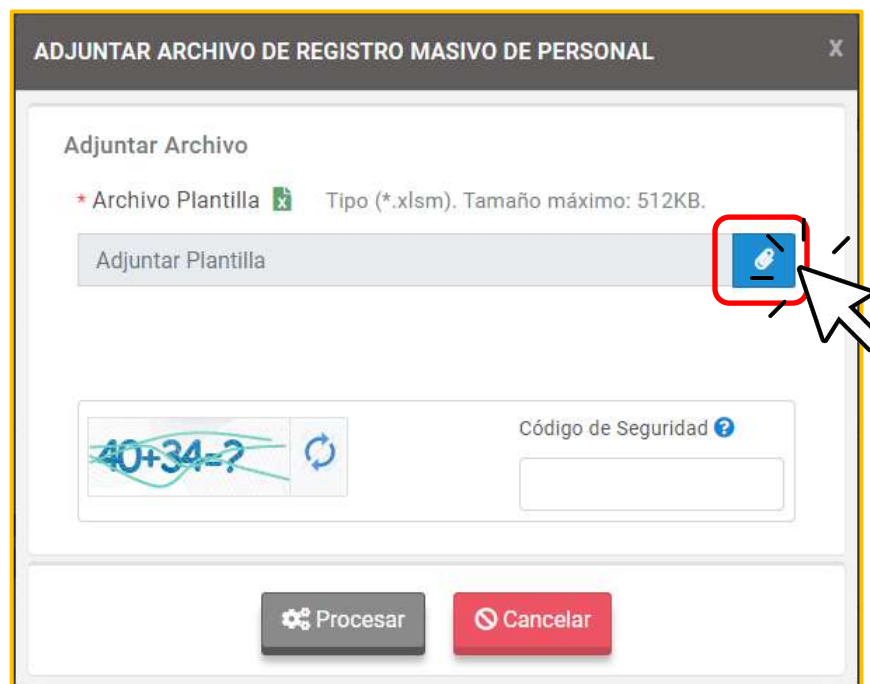 ADJUNTAR ARCHIVO DE REGISTRO MASIVO DE PERSONAL X
Adjuntar Archivo
* Archivo Plantilla Tipo (*.xlsm). Tamaño máximo: 512KB.
Adjuntar Plantilla
40+34=?
Código de Seguridad ?
Procesar Cancelar